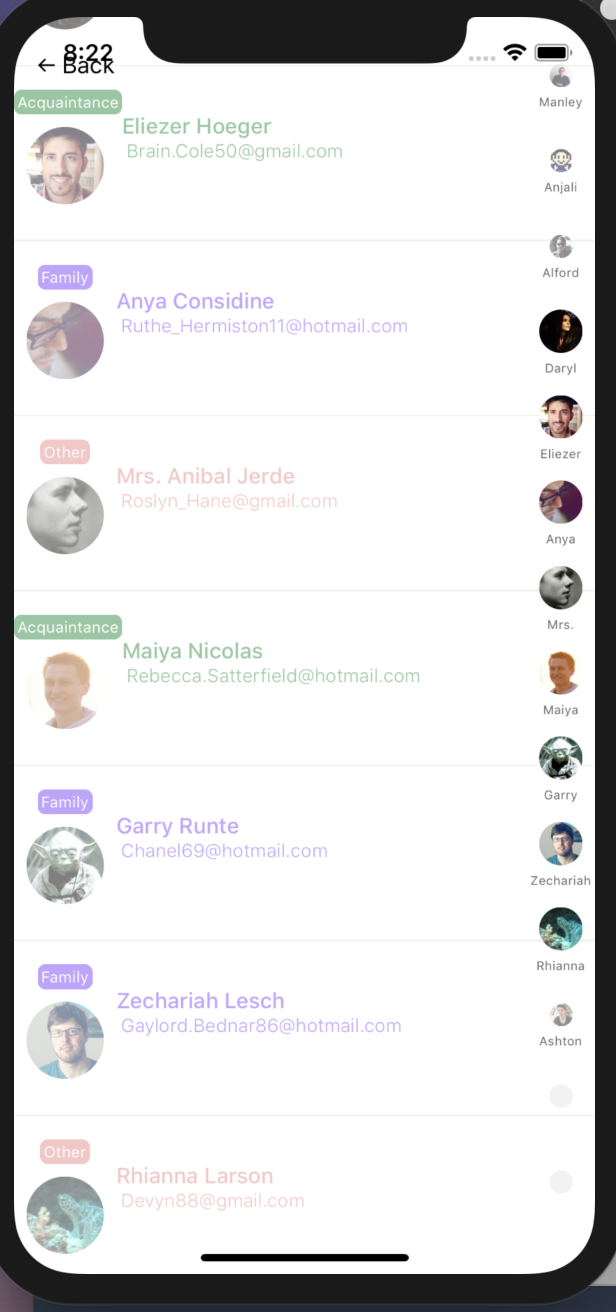 8:22
← Back
Acquaintance
Eliezer Hoeger
Brain.Cole50@gmail.com
Family
Anya Considine
Ruthe_Hermiston11@hotmail.com
Other
Mrs. Anibal Jerde
Roslyn_Hane@gmail.com
Acquaintance
Maiya Nicolas
Rebecca.Satterfield@hotmail.com
Family
Garry Runte
Chanel69@hotmail.com
Family
Zechariah Lesch
Gaylord.Bednar86@hotmail.com
Other
Rhianna Larson
Devyn88@gmail.com
Manley
Anjali
Alford
Daryl
Eliezer
Anya
Mrs.
Maiya
Garry
Zechariah
Rhianna
Ashton